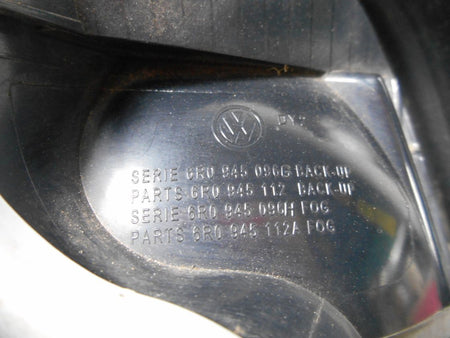 SERIE 6R0 945 096G BACK-UP
PARTS 6R0 945 112 BACK-UP
SERIE 6R0 945 096H FOG
PARTS 6R0 945 112A FOG